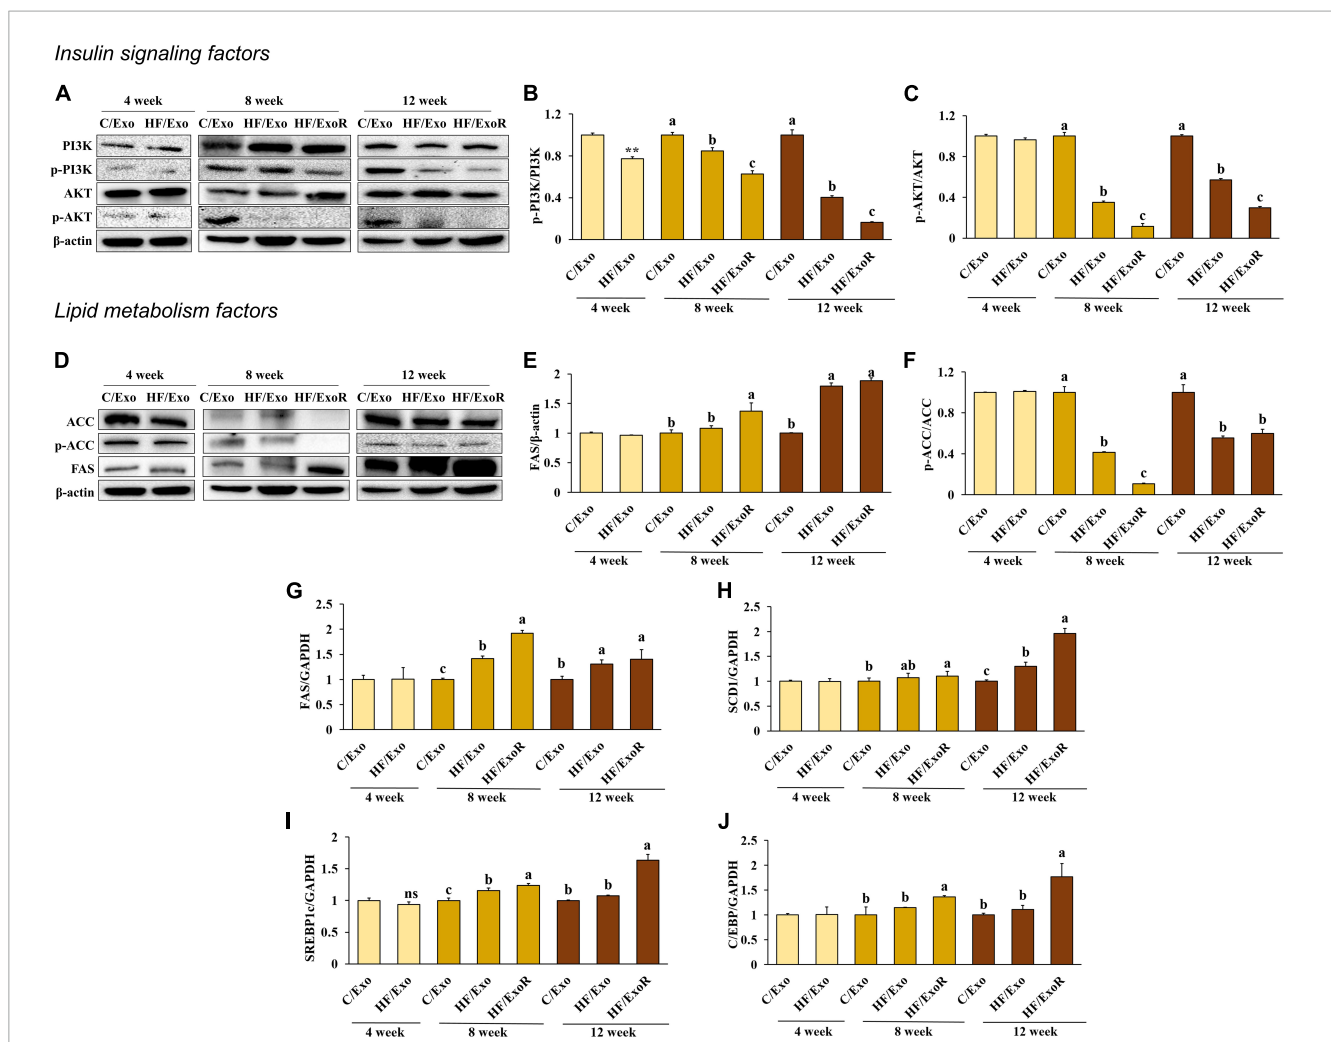 Insulin signaling factors
A
4 week 8 week 12 week
C/Exo HF/Exo C/Exo HF/Exo HF/ExoR C/Exo HF/Exo HF/ExoR
PI3K
p-PI3K
AKT
p-AKT
β-actin
B
p-PI3K/PI3K
1.2
0.8
0.4
0
** a b c a b c
C/Exo HF/Exo C/Exo HF/Exo HF/ExoR C/Exo HF/Exo HF/ExoR
4 week 8 week 12 week
C
p-AKT/AKT
1.2
1
0.8
0.6
0.4
0.2
0
a b c a b c
C/Exo HF/Exo C/Exo HF/Exo HF/ExoR C/Exo HF/Exo HF/ExoR
4 week 8 week 12 week
Lipid metabolism factors
D
4 week 8 week 12 week
C/Exo HF/Exo C/Exo HF/Exo HF/ExoR C/Exo HF/Exo HF/ExoR
ACC
p-ACC
FAS
β-actin
E
FAS/β-actin
2
1.5
1
0.5
0
b b a b a a
C/Exo HF/Exo C/Exo HF/Exo HF/ExoR C/Exo HF/Exo HF/ExoR
4 week 8 week 12 week
F
p-ACC/ACC
1.2
0.8
0.4
0
a b c a b b
C/Exo HF/Exo C/Exo HF/Exo HF/ExoR C/Exo HF/Exo HF/ExoR
4 week 8 week 12 week
G
FAS/GAPDH
2.5
2
1.5
1
0.5
0
c b a b a a
C/Exo HF/Exo C/Exo HF/Exo HF/ExoR C/Exo HF/Exo HF/ExoR
4 week 8 week 12 week
H
SCD1/GAPDH
2.5
2
1.5
1
0.5
0
b ab a c b a
C/Exo HF/Exo C/Exo HF/Exo HF/ExoR C/Exo HF/Exo HF/ExoR
4 week 8 week 12 week
I
SREBP1c/GAPDH
2
1.5
1
0.5
0
ns c b a b b a
C/Exo HF/Exo C/Exo HF/Exo HF/ExoR C/Exo HF/Exo HF/ExoR
4 week 8 week 12 week
J
C/EBP/GAPDH
2.5
2
1.5
1
0.5
0
b b a b b a
C/Exo HF/Exo C/Exo HF/Exo HF/ExoR C/Exo HF/Exo HF/ExoR
4 week 8 week 12 week